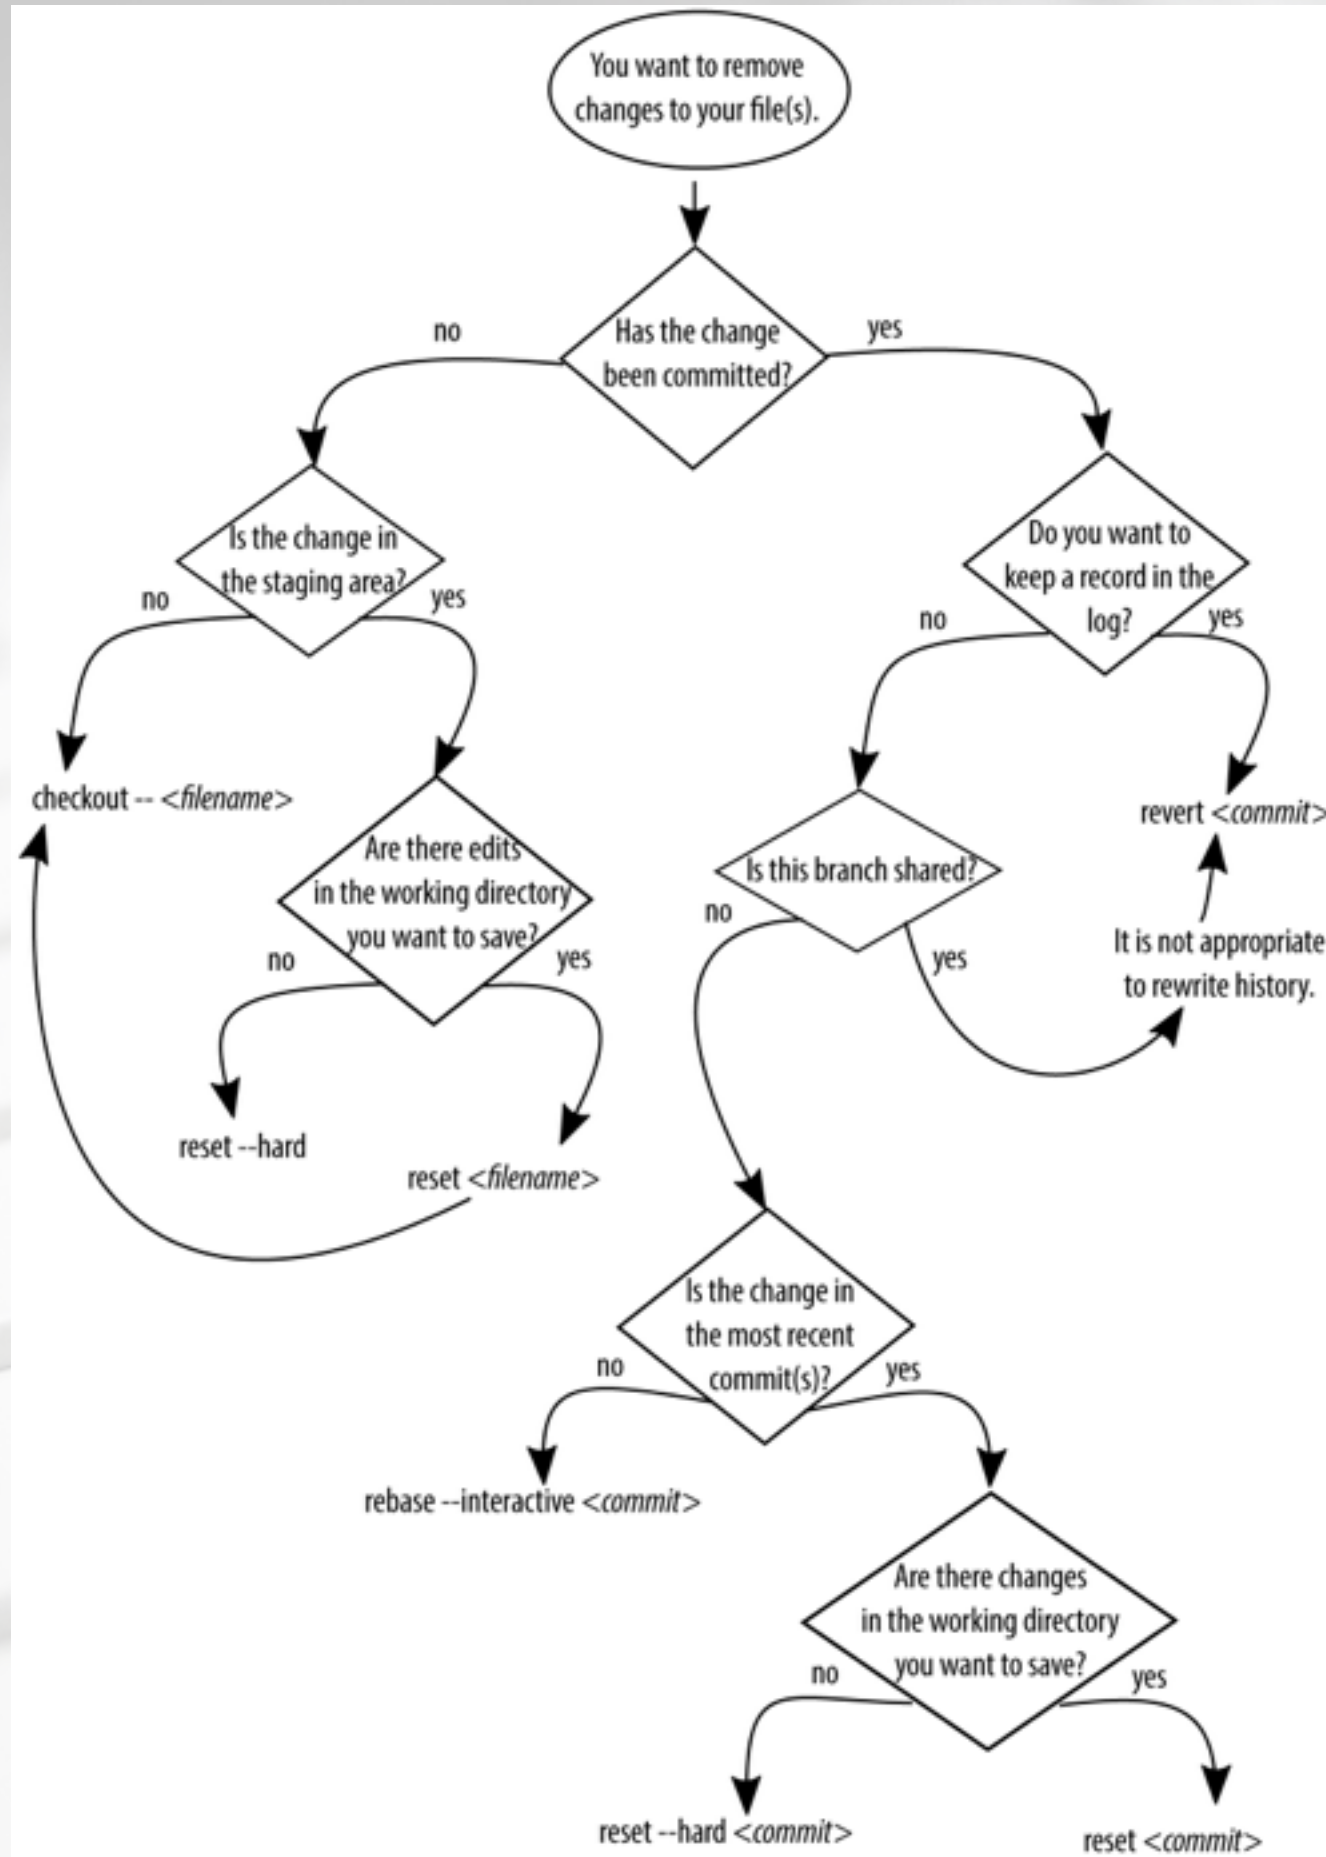 You want to remove
changes to your file(s).
Has the change
been committed?
no
yes
Is the change in
the staging area?
no
yes
Do you want to
keep a record in the
log?
no
yes
checkout -- <filename>
Are there edits
in the working directory
you want to save?
no
yes
reset --hard
reset <filename>
Is this branch shared?
no
yes
revert <commit>
It is not appropriate
to rewrite history.
Is the change in
the most recent
commit(s)?
no
yes
rebase --interactive <commit>
Are there changes
in the working directory
you want to save?
no
yes
reset --hard <commit>
reset <commit>